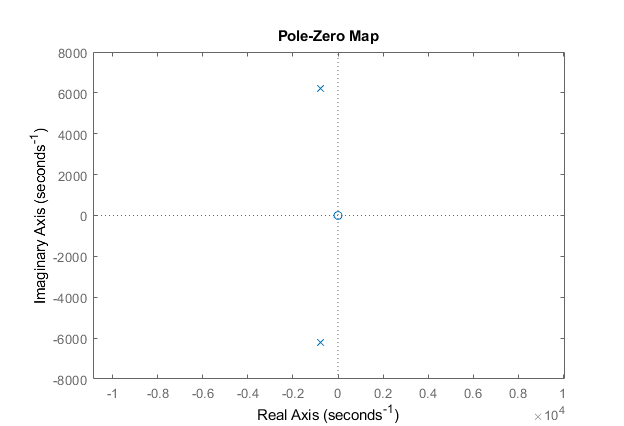 Pole-Zero Map
8000
6000
4000
2000
0
-2000
-4000
-6000
-8000
Imaginary Axis (seconds⁻¹)
-1 -0.8 -0.6 -0.4 -0.2 0 0.2 0.4 0.6 0.8 1
Real Axis (seconds⁻¹)
×10⁴